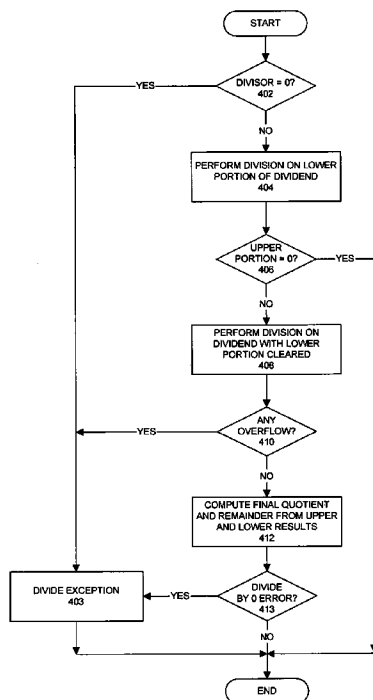 START
DIVISOR = 0?
402
YES
NO
PERFORM DIVISION ON LOWER
PORTION OF DIVIDEND
404
UPPER
PORTION = 0?
406
YES
NO
PERFORM DIVISION ON
DIVIDEND WITH LOWER
PORTION CLEARED
408
ANY
OVERFLOW?
410
YES
NO
COMPUTE FINAL QUOTIENT
AND REMAINDER FROM UPPER
AND LOWER RESULTS
412
DIVIDE EXCEPTION
403
YES
DIVIDE
BY 0 ERROR?
413
NO
END